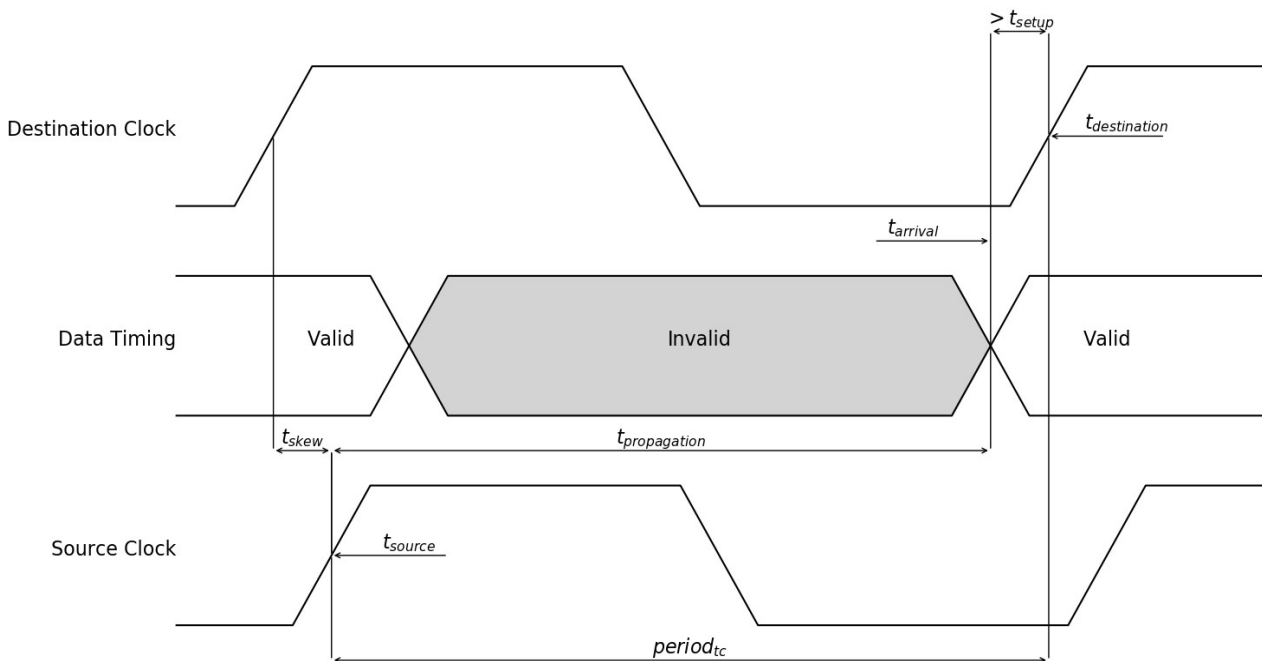 > t_setup
Destination Clock
t_destination
t_arrival
Data Timing
Valid
Invalid
Valid
t_skew
t_propagation
Source Clock
t_source
period_tc